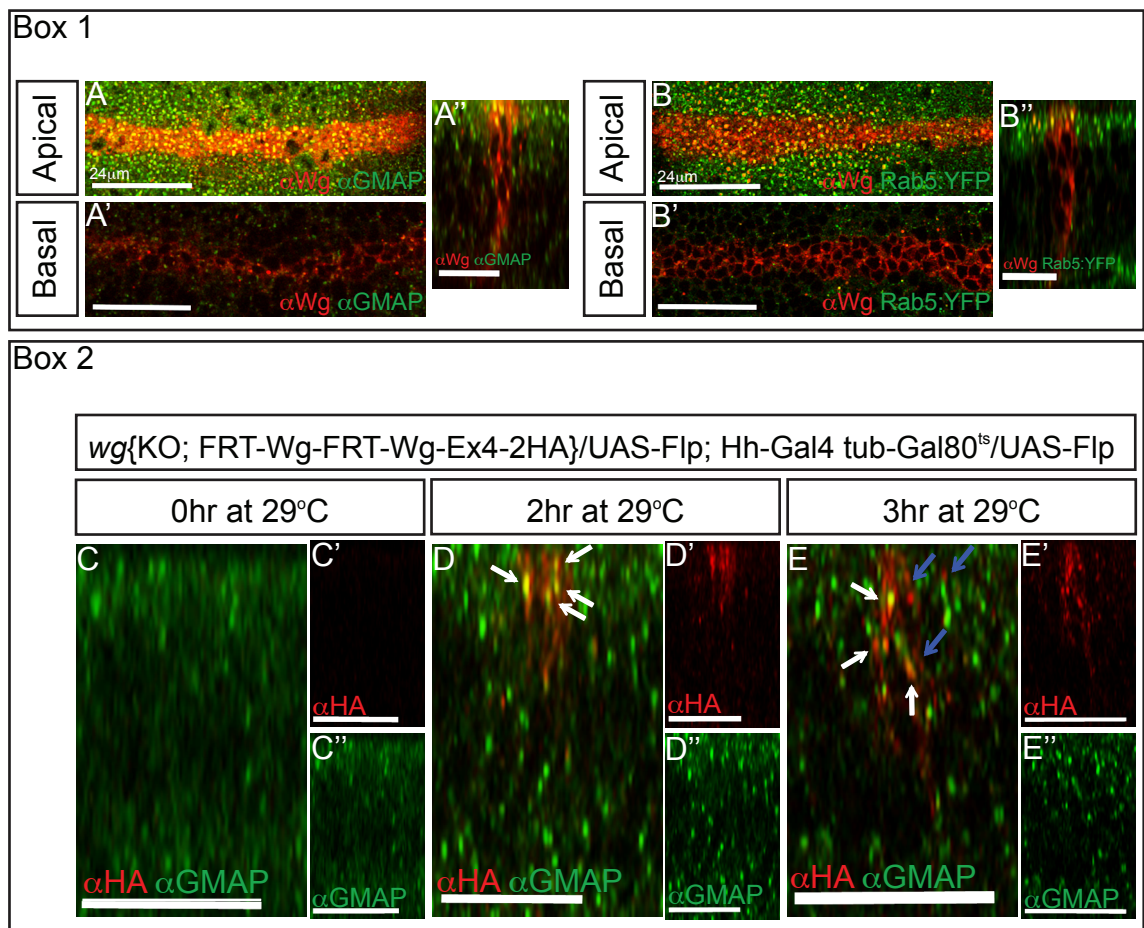 Box 1
Apical
A
24μm
αWg αGMAP
Basal
A'
αWg αGMAP
A"
αWg αGMAP
Apical
B
24μm
αWg Rab5:YFP
Basal
B'
αWg Rab5:YFP
B"
αWg Rab5:YFP
Box 2
wg{KO; FRT-Wg-FRT-Wg-Ex4-2HA}/UAS-Flp; Hh-Gal4 tub-Gal80ᵗˢ/UAS-Flp
0hr at 29°C
2hr at 29°C
3hr at 29°C
C
αHA αGMAP
C'
αHA
C"
αGMAP
D
αHA αGMAP
D'
αHA
D"
αGMAP
E
αHA αGMAP
E'
αHA
E"
αGMAP